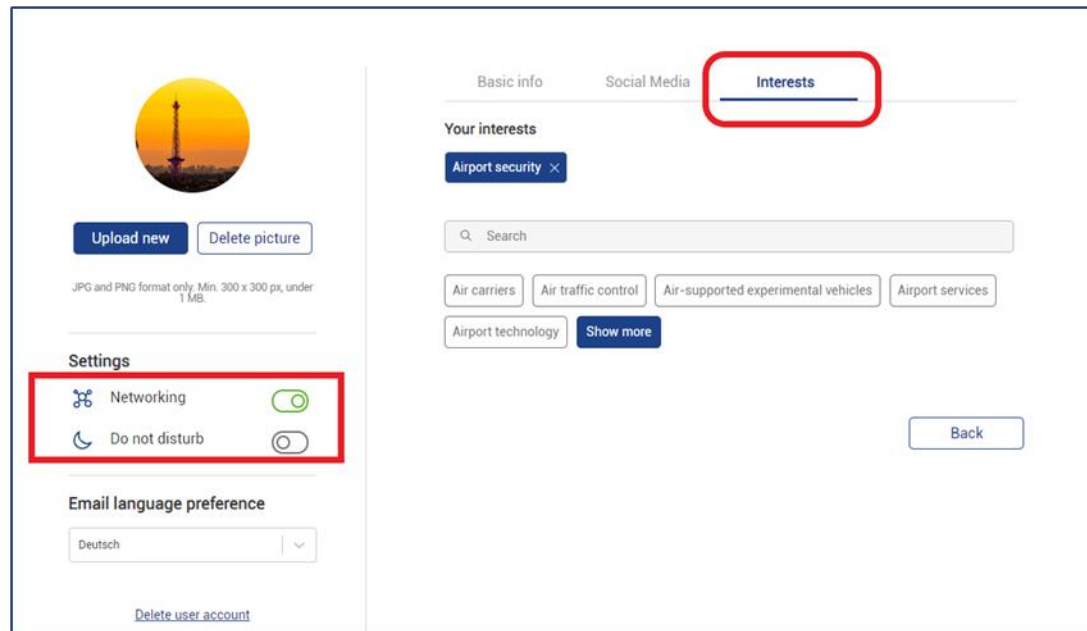 Basic info Social Media Interests
Your interests
Airport security ×
Upload new Delete picture
JPG and PNG format only. Min. 300 x 300 px, under
1 MB.
Search
Air carriers Air traffic control Air-supported experimental vehicles Airport services
Airport technology Show more
Settings
Networking
Do not disturb
Back
Email language preference
Deutsch
Delete user account